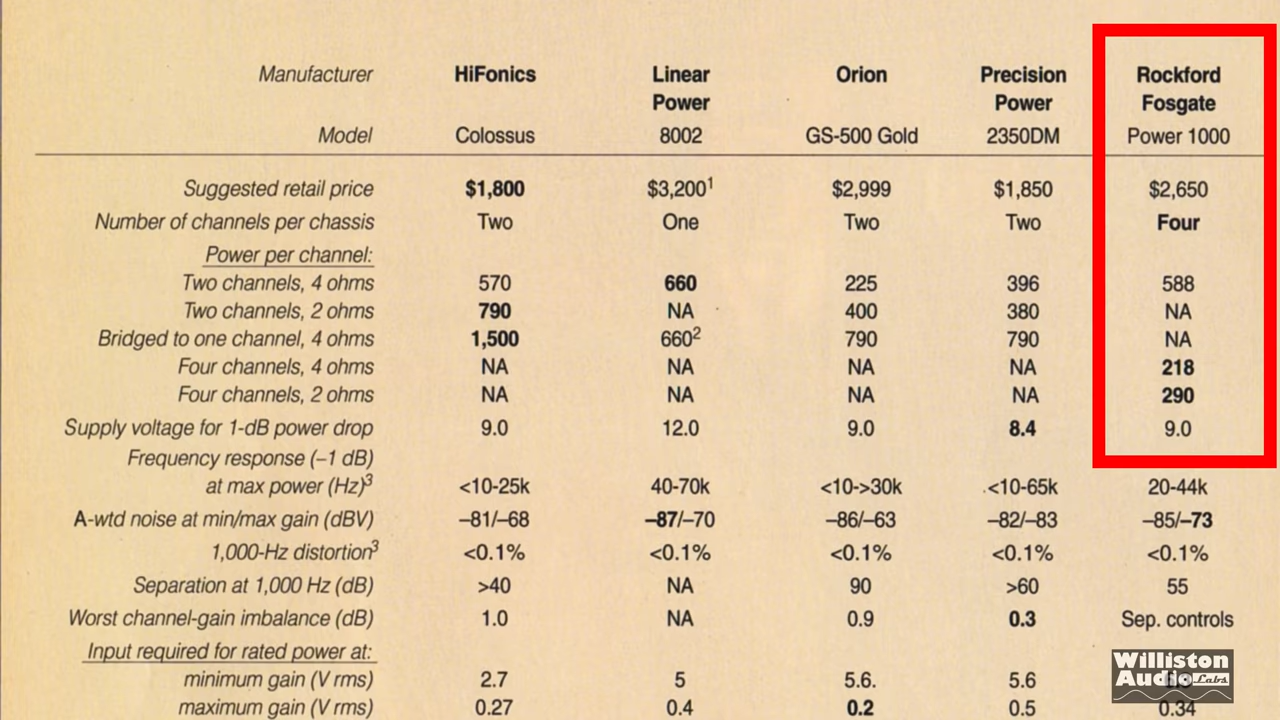 Manufacturer HiFonics Linear Power Orion Precision Power Rockford Fosgate
Model Colossus 8002 GS-500 Gold 2350DM Power 1000
Suggested retail price $1,800 $3,200¹ $2,999 $1,850 $2,650
Number of channels per chassis Two One Two Two Four
Power per channel:
Two channels, 4 ohms 570 660 225 396 588
Two channels, 2 ohms 790 NA 400 380 NA
Bridged to one channel, 4 ohms 1,500 660² 790 790 NA
Four channels, 4 ohms NA NA NA NA 218
Four channels, 2 ohms NA NA NA NA 290
Supply voltage for 1-dB power drop 9.0 12.0 9.0 8.4 9.0
Frequency response (–1 dB)
at max power (Hz)³ <10-25k 40-70k <10->30k <10-65k 20-44k
A-wtd noise at min/max gain (dBV) –81/–68 –87/–70 –86/–63 –82/–83 –85/–73
1,000-Hz distortion³ <0.1% <0.1% <0.1% <0.1% <0.1%
Separation at 1,000 Hz (dB) >40 NA 90 >60 55
Worst channel-gain imbalance (dB) 1.0 NA 0.9 0.3 Sep. controls
Input required for rated power at:
minimum gain (V rms) 2.7 5 5.6. 5.6
maximum gain (V rms) 0.27 0.4 0.2 0.5 0.34
Williston
Audio Labs